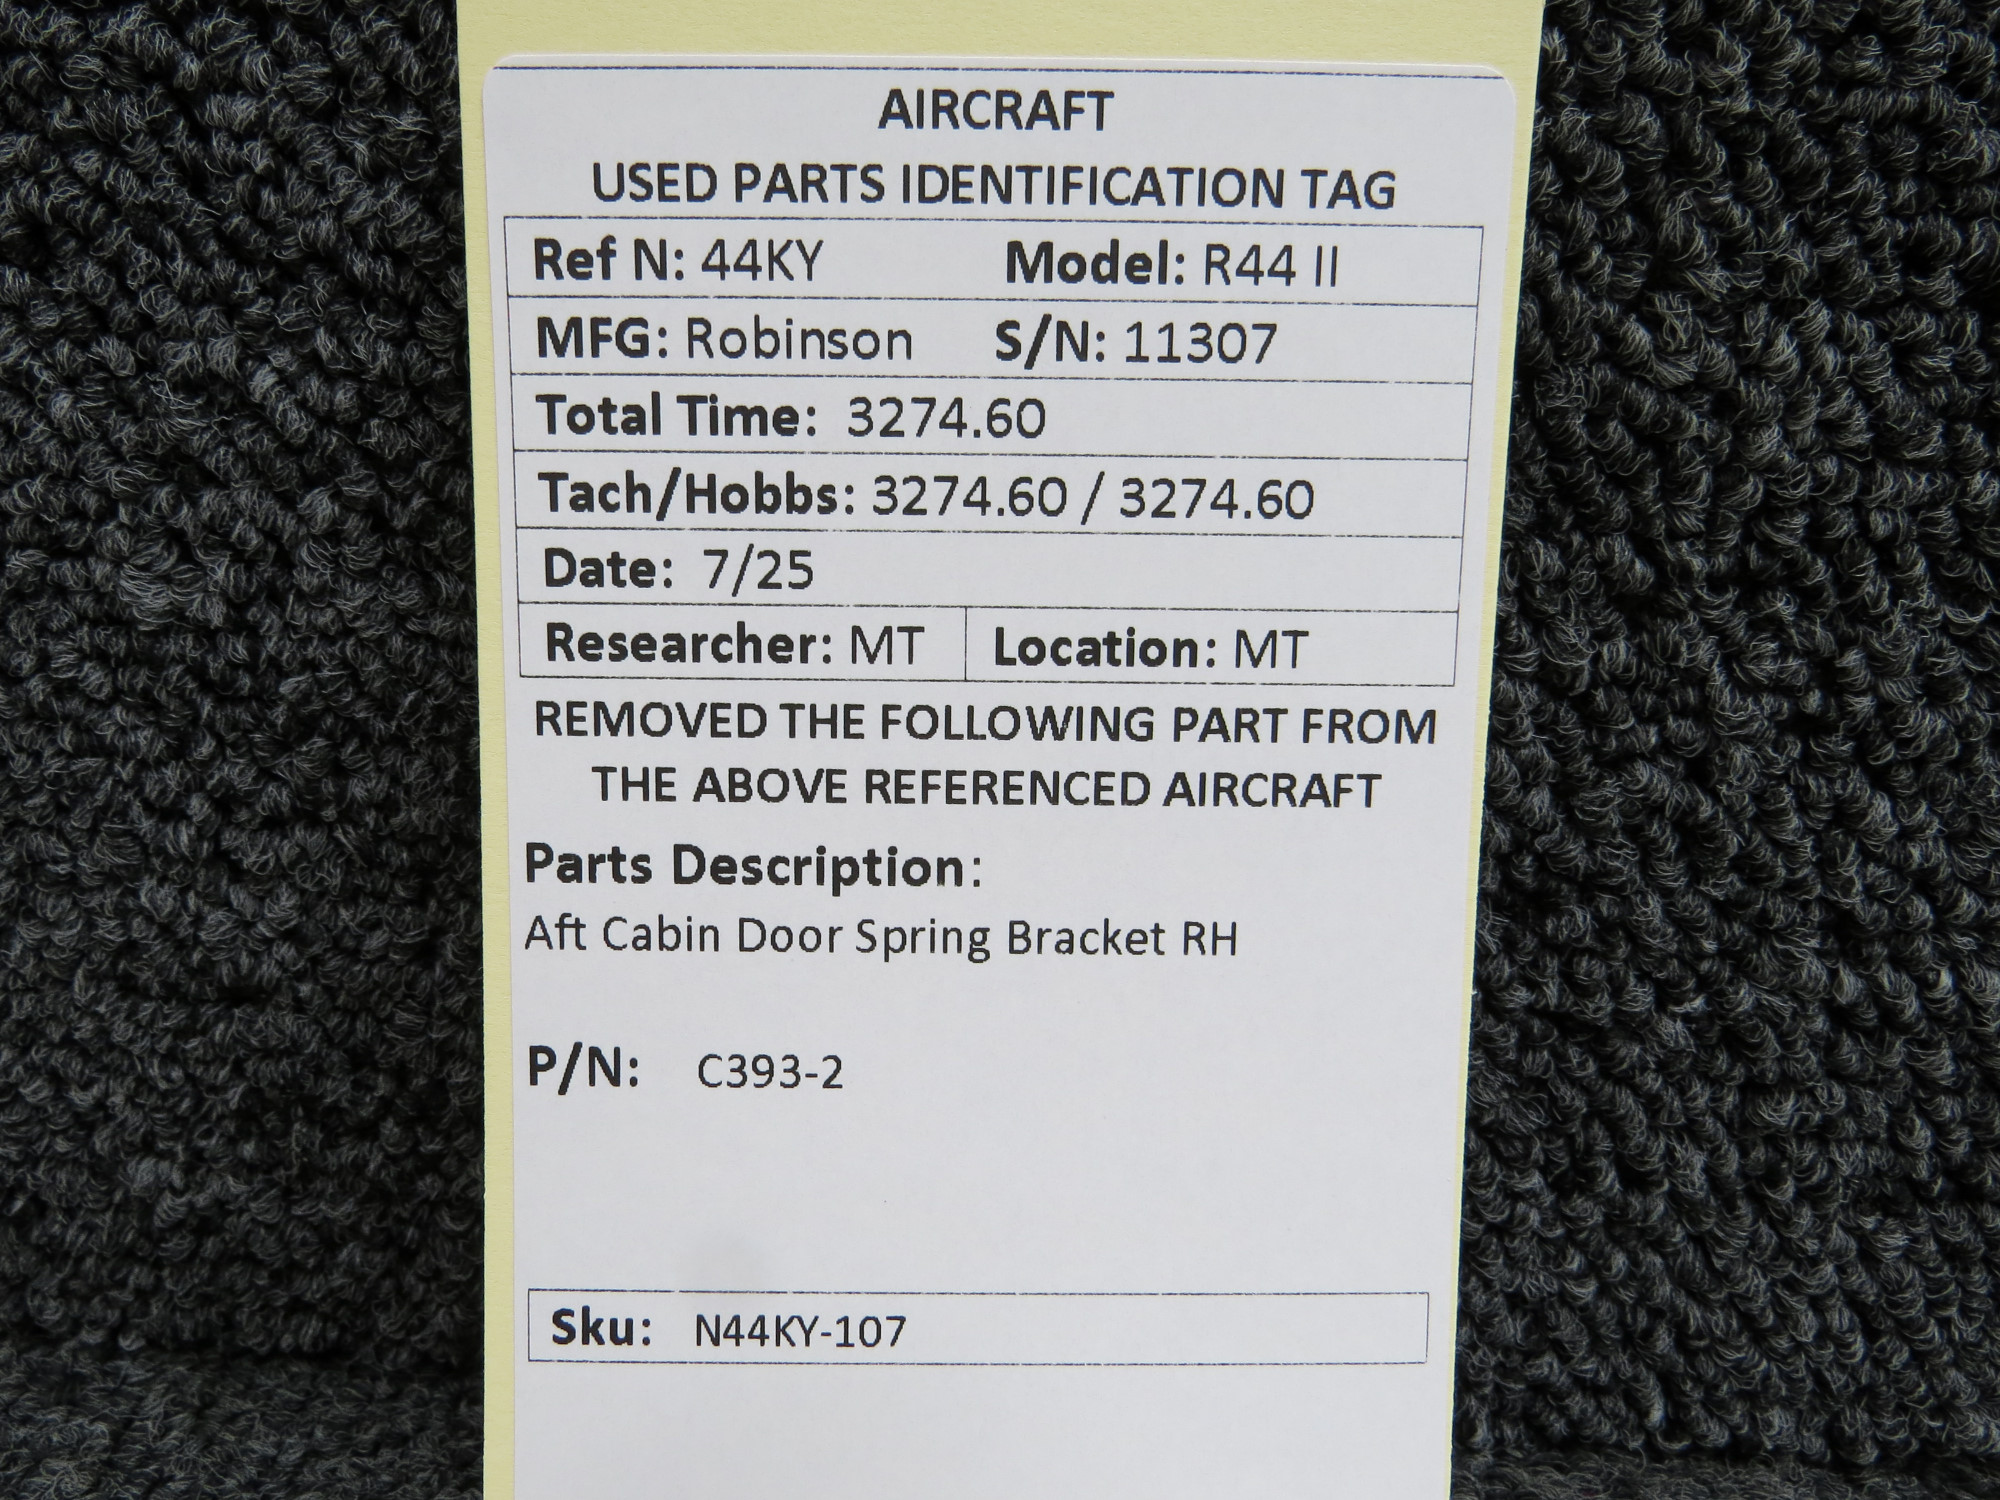 AIRCRAFT
USED PARTS IDENTIFICATION TAG
Ref N: 44KY Model: R44 II
MFG: Robinson S/N: 11307
Total Time: 3274.60
Tach/Hobbs: 3274.60 / 3274.60
Date: 7/25
Researcher: MT Location: MT
REMOVED THE FOLLOWING PART FROM
THE ABOVE REFERENCED AIRCRAFT
Parts Description:
Aft Cabin Door Spring Bracket RH
P/N: C393-2
Sku: N44KY-107